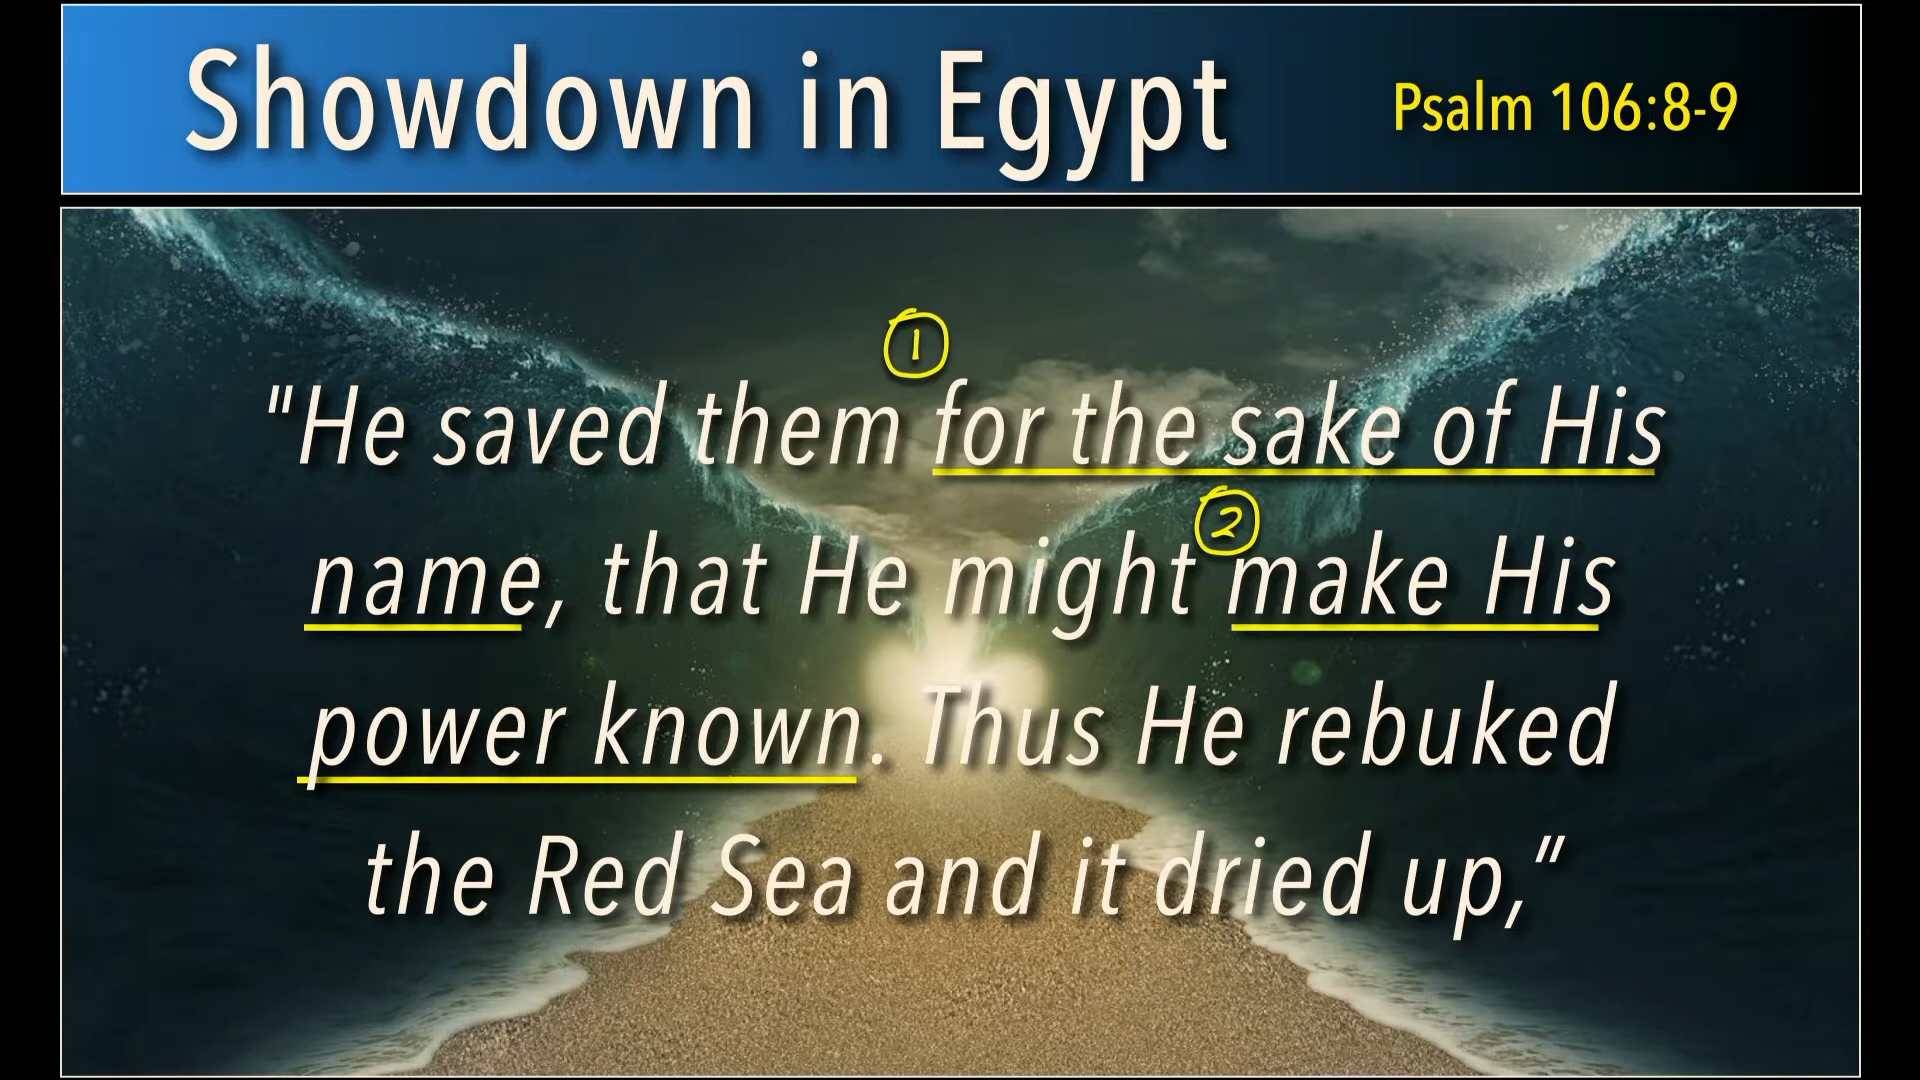 Showdown in Egypt
Psalm 106:8-9
1
"He saved them for the sake of His
2
name, that He might make His
power known. Thus He rebuked
the Red Sea and it dried up,"